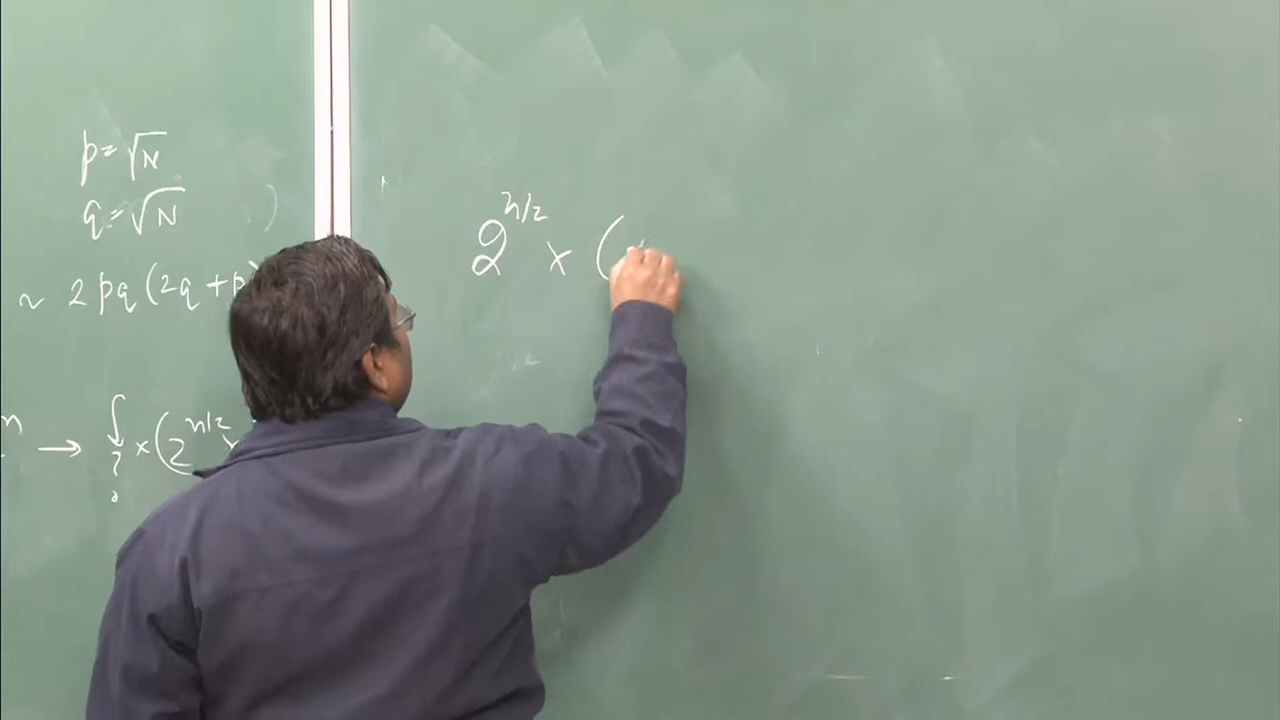 p=√N
q=√N
~ 2pq(2q+p)
n → ∫ × (2^{n/2} ×
?
2^{n/2} × (